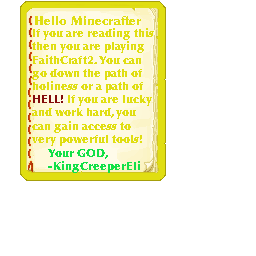 Hello Minecrafter
If you are reading this
then you are playing
FaithCraft2. You can
go down the path of
holiness or a path of
HELL! If you are lucky
and work hard, you
can gain access to
very powerful tools!
Your GOD,
-KingCreeperEli